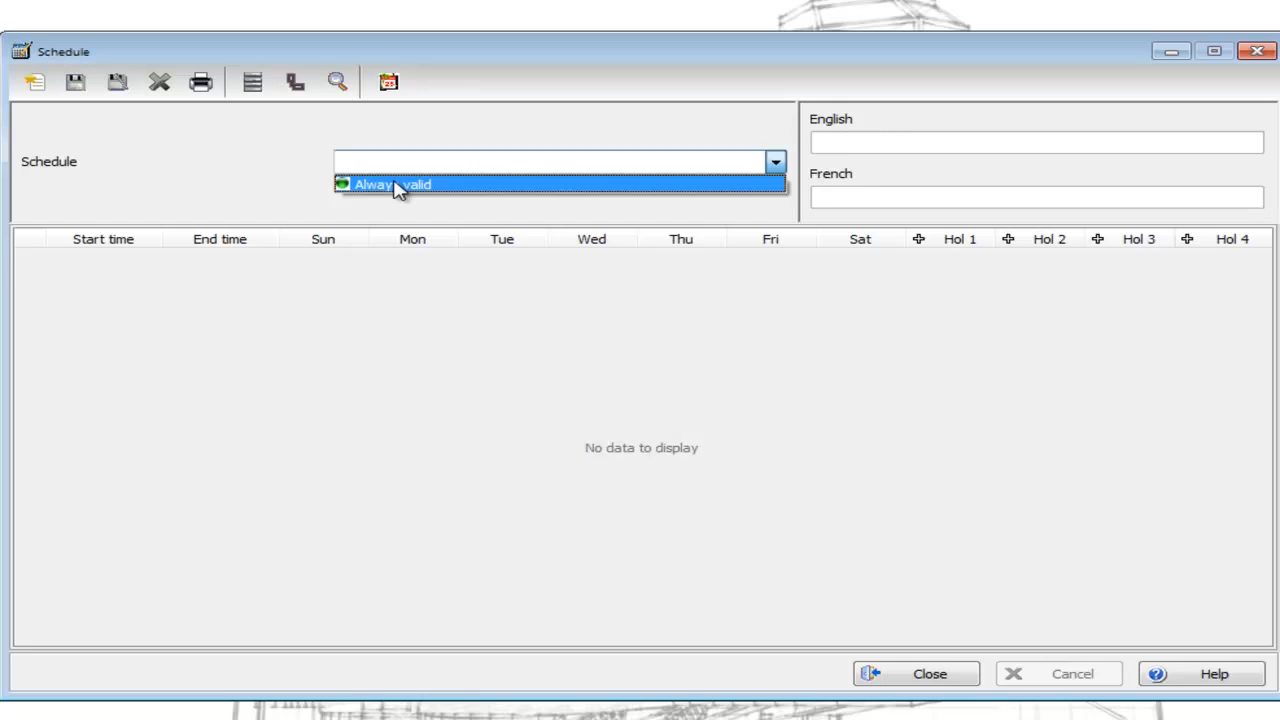 Schedule
English
Schedule
Always valid
French
Start time End time Sun Mon Tue Wed Thu Fri Sat Hol 1 Hol 2 Hol 3 Hol 4
No data to display
Close Cancel Help